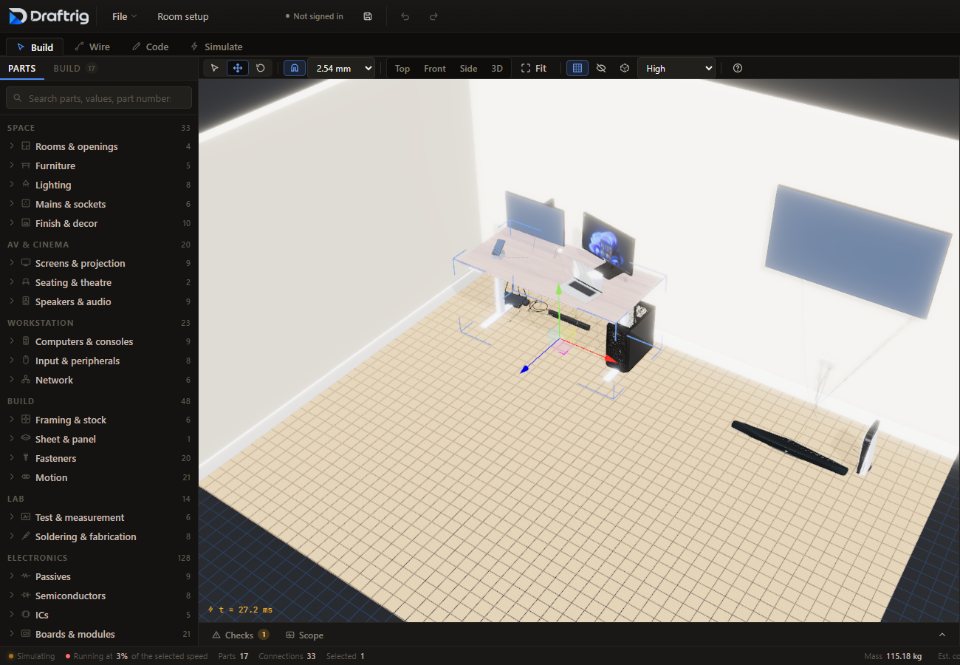 Draftrig File Room setup Not signed in
Build Wire Code Simulate
PARTS BUILD 17 2.54 mm Top Front Side 3D Fit High
Search parts, values, part number
SPACE 33
Rooms & openings 4
Furniture 5
Lighting 8
Mains & sockets 6
Finish & decor 10
AV & CINEMA 20
Screens & projection 9
Seating & theatre 2
Speakers & audio 9
WORKSTATION 23
Computers & consoles 9
Input & peripherals 8
Network 6
BUILD 48
Framing & stock 6
Sheet & panel 1
Fasteners 20
Motion 21
LAB 14
Test & measurement 6
Soldering & fabrication 8
ELECTRONICS 128
Passives 9
Semiconductors 8
ICs 5
Boards & modules 21
t = 27.2 ms
Checks 1 Scope
Simulating Running at 3% of the selected speed Parts 17 Connections 33 Selected 1 Mass 115.18 kg Est. co